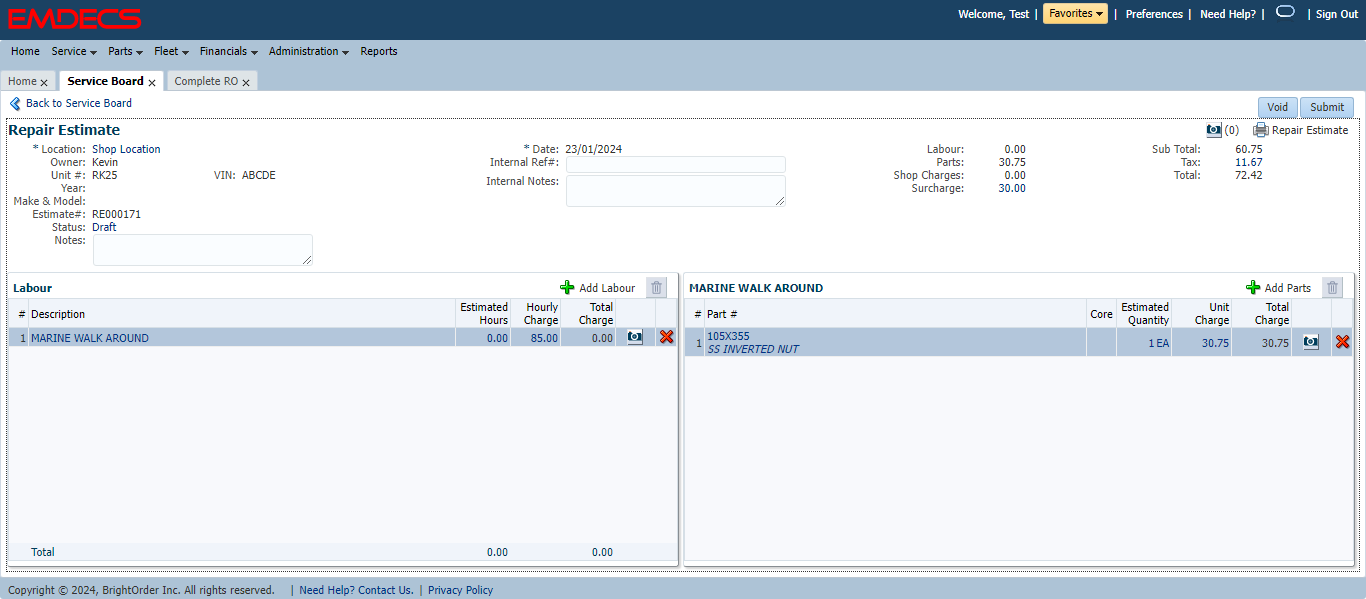 EMDECS
Welcome, Test | Favorites | Preferences | Need Help? | | Sign Out
Home Service Parts Fleet Financials Administration Reports
Home Service Board Complete RO
Back to Service Board
Void Submit
Repair Estimate
(0) Repair Estimate
* Location: Shop Location
Owner: Kevin
Unit #: RK25 VIN: ABCDE
Year:
Make & Model:
Estimate#: RE000171
Status: Draft
Notes:
* Date: 23/01/2024
Internal Ref#:
Internal Notes:
Labour: 0.00
Parts: 30.75
Shop Charges: 0.00
Surcharge: 30.00
Sub Total: 60.75
Tax: 11.67
Total: 72.42
Labour Add Labour
# Description Estimated Hours Hourly Charge Total Charge
1 MARINE WALK AROUND 0.00 85.00 0.00
Total 0.00 0.00
MARINE WALK AROUND Add Parts
# Part # Core Estimated Quantity Unit Charge Total Charge
1 105X355 1 EA 30.75 30.75
SS INVERTED NUT
Copyright © 2024, BrightOrder Inc. All rights reserved. | Need Help? Contact Us. | Privacy Policy